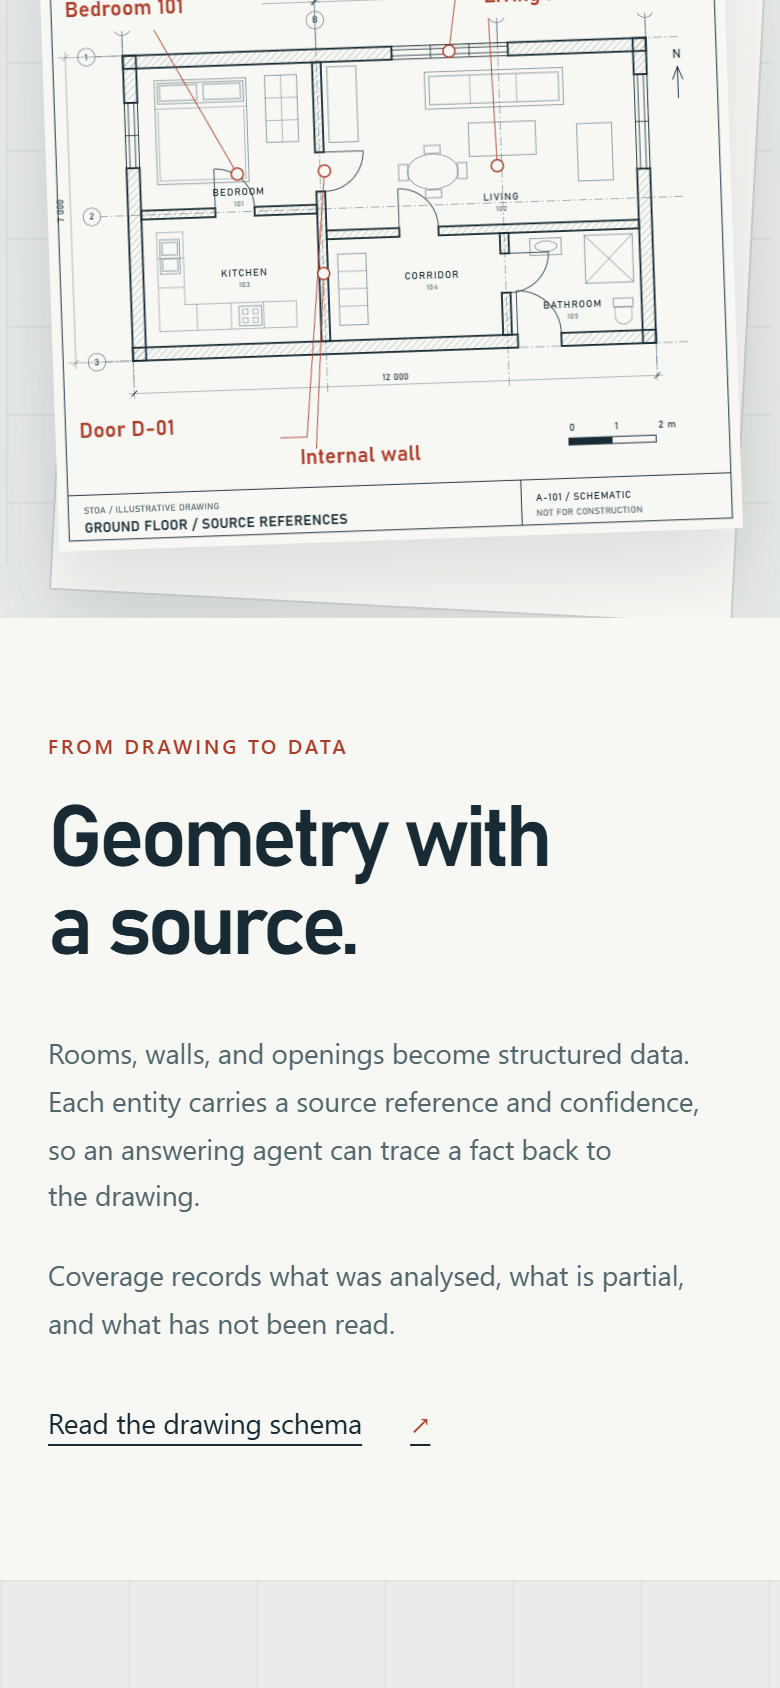 Bedroom 101
B
1
N
BEDROOM
101
LIVING
102
7 000
2
KITCHEN
103
CORRIDOR
104
BATHROOM
105
3
12 000
Door D-01
Internal wall
0 1 2 m
STOA / ILLUSTRATIVE DRAWING
GROUND FLOOR / SOURCE REFERENCES
A-101 / SCHEMATIC
NOT FOR CONSTRUCTION
FROM DRAWING TO DATA
Geometry with
a source.
Rooms, walls, and openings become structured data.
Each entity carries a source reference and confidence,
so an answering agent can trace a fact back to
the drawing.
Coverage records what was analysed, what is partial,
and what has not been read.
Read the drawing schema ↗